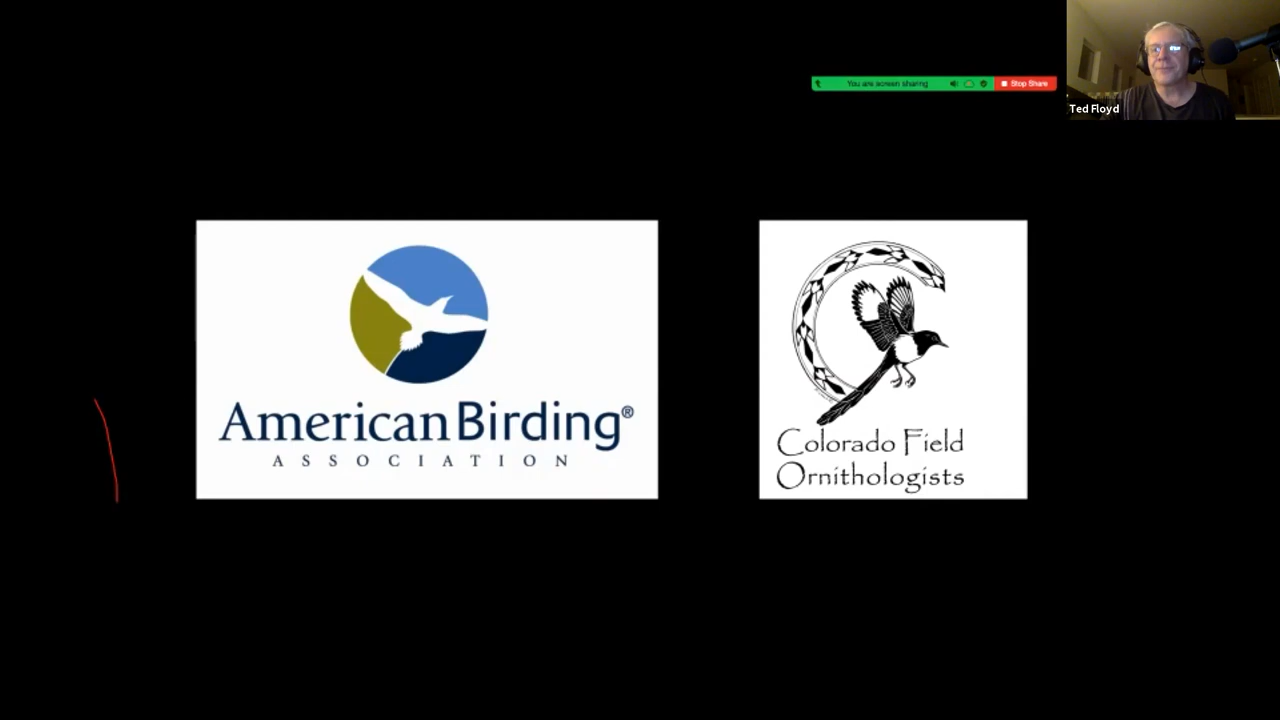 You are screen sharing
Stop Share
Ted Floyd
American Birding®
ASSOCIATION
Colorado Field
Ornithologists